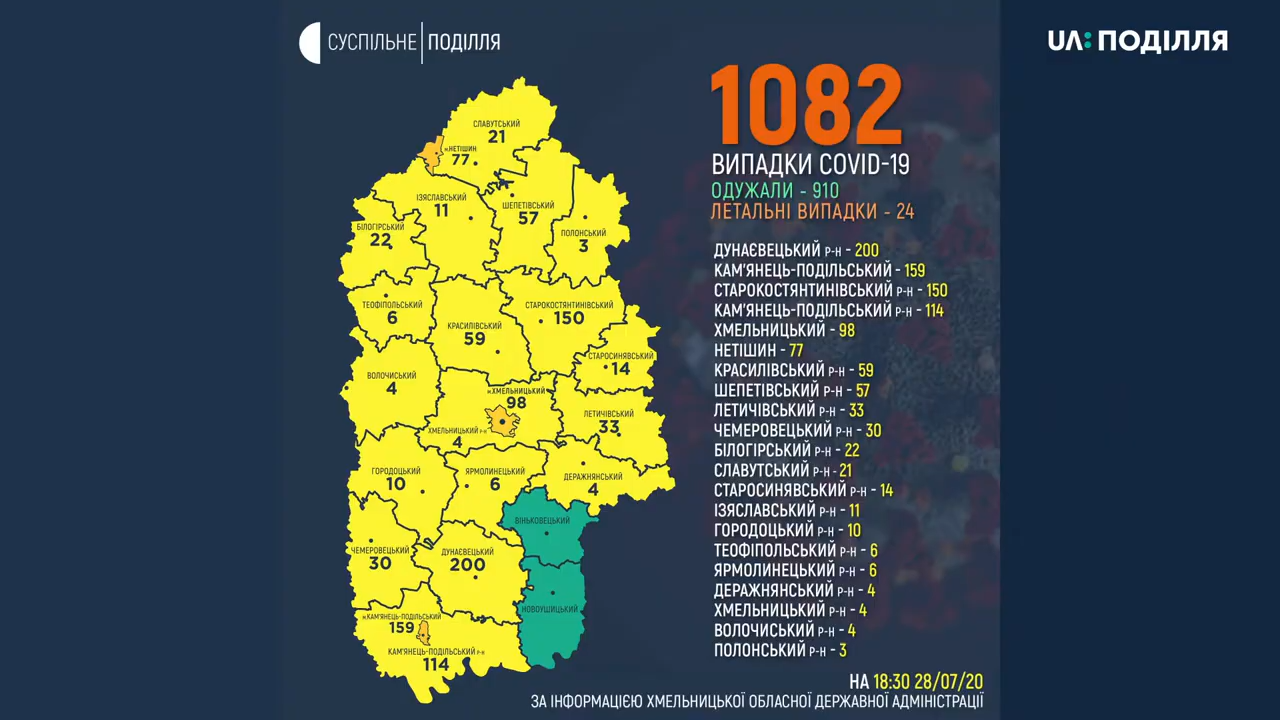 СУСПІЛЬНЕ ПОДІЛЛЯ
UA: ПОДІЛЛЯ
1082
ВИПАДКИ COVID-19
ОДУЖАЛИ - 910
ЛЕТАЛЬНІ ВИПАДКИ - 24
ДУНАЄВЕЦЬКИЙ Р-Н - 200
КАМ'ЯНЕЦЬ-ПОДІЛЬСЬКИЙ - 159
СТАРОКОСТЯНТИНІВСЬКИЙ Р-Н - 150
КАМ'ЯНЕЦЬ-ПОДІЛЬСЬКИЙ Р-Н - 114
ХМЕЛЬНИЦЬКИЙ - 98
НЕТІШИН - 77
КРАСИЛІВСЬКИЙ Р-Н - 59
ШЕПЕТІВСЬКИЙ Р-Н - 57
ЛЕТИЧІВСЬКИЙ Р-Н - 33
ЧЕМЕРОВЕЦЬКИЙ Р-Н - 30
БІЛОГІРСЬКИЙ Р-Н - 22
СЛАВУТСЬКИЙ Р-Н - 21
СТАРОСИНЯВСЬКИЙ Р-Н - 14
ІЗЯСЛАВСЬКИЙ Р-Н - 11
ГОРОДОЦЬКИЙ Р-Н - 10
ТЕОФІПОЛЬСЬКИЙ Р-Н - 6
ЯРМОЛИНЕЦЬКИЙ Р-Н - 6
ДЕРАЖНЯНСЬКИЙ Р-Н - 4
ХМЕЛЬНИЦЬКИЙ Р-Н - 4
ВОЛОЧИСЬКИЙ Р-Н - 4
ПОЛОНСЬКИЙ Р-Н - 3
СЛАВУТСЬКИЙ
21
м.НЕТІШИН
77
ІЗЯСЛАВСЬКИЙ
11
ШЕПЕТІВСЬКИЙ
57
БІЛОГІРСЬКИЙ
22
ПОЛОНСЬКИЙ
3
ТЕОФІПОЛЬСЬКИЙ
6
КРАСИЛІВСЬКИЙ
59
СТАРОКОСТЯНТИНІВСЬКИЙ
150
СТАРОСИНЯВСЬКИЙ
14
ВОЛОЧИСЬКИЙ
4
м.ХМЕЛЬНИЦЬКИЙ
98
ХМЕЛЬНИЦЬКИЙ Р-Н
4
ЛЕТИЧІВСЬКИЙ
33
ГОРОДОЦЬКИЙ
10
ЯРМОЛИНЕЦЬКИЙ
6
ДЕРАЖНЯНСЬКИЙ
4
ВІНЬКОВЕЦЬКИЙ
ЧЕМЕРОВЕЦЬКИЙ
30
ДУНАЄВЕЦЬКИЙ
200
НОВОУШИЦЬКИЙ
м.КАМ'ЯНЕЦЬ-ПОДІЛЬСЬКИЙ
159
КАМ'ЯНЕЦЬ-ПОДІЛЬСЬКИЙ Р-Н
114
НА 18:30 28/07/20
ЗА ІНФОРМАЦІЄЮ ХМЕЛЬНИЦЬКОЇ ОБЛАСНОЇ ДЕРЖАВНОЇ АДМІНІСТРАЦІЇ